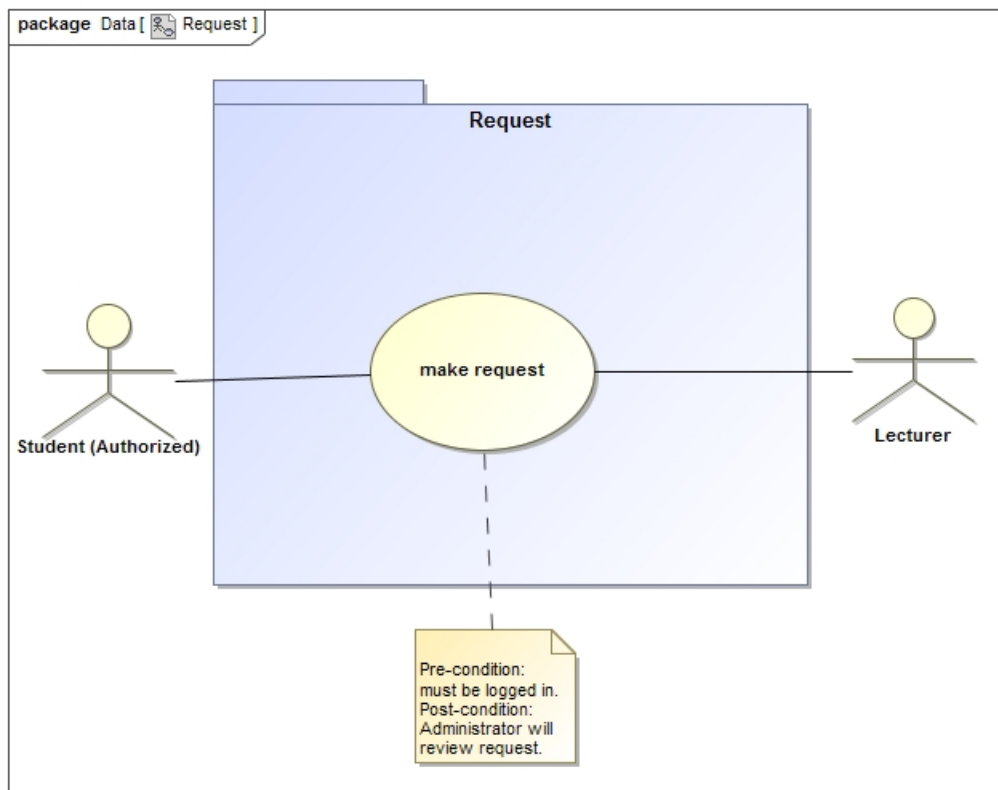 package Data [ Request ]
Request
make request
Student (Authorized)
Lecturer
Pre-condition:
must be logged in.
Post-condition:
Administrator will
review request.